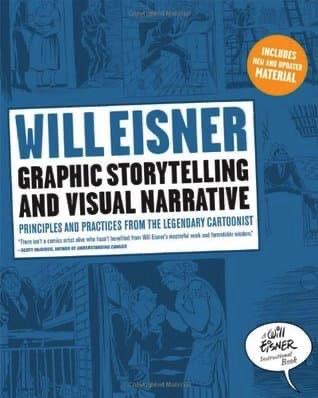 INCLUDES
NEW AND UPDATED
MATERIAL
WILL EISNER
GRAPHIC STORYTELLING
AND VISUAL NARRATIVE
PRINCIPLES AND PRACTICES FROM THE LEGENDARY CARTOONIST
"There isn't a comics artist alive who hasn't benefited from Will Eisner's masterful work and formidable wisdom."
—SCOTT McCLOUD, AUTHOR OF UNDERSTANDING COMICS
A Will
EISNER
Instructional
Book
Copyrighted Material